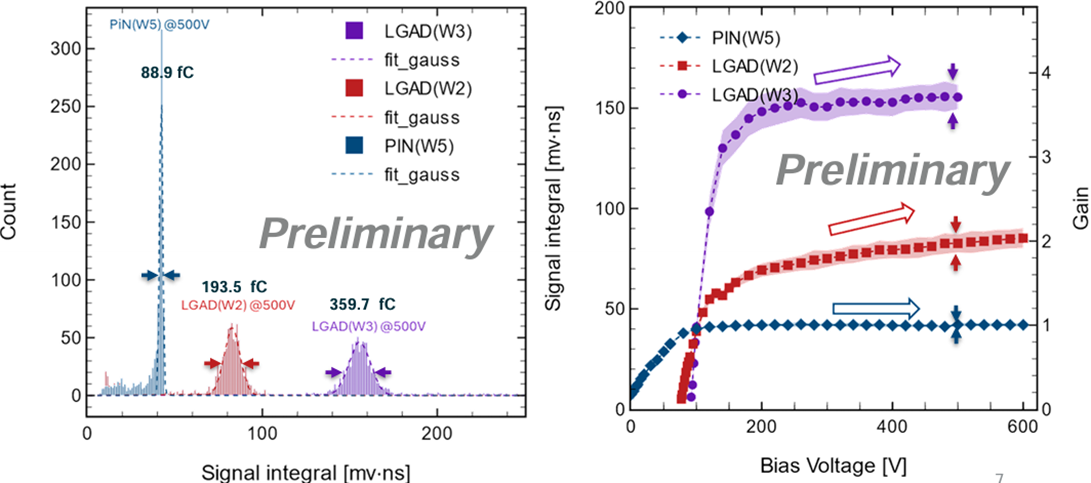 PiN(W5) @500V
88.9 fC
LGAD(W3)
fit_gauss
LGAD(W2)
fit_gauss
PIN(W5)
fit_gauss
Preliminary
193.5 fC
LGAD(W2) @500V
359.7 fC
LGAD(W3) @500V
300
250
200
150
100
50
0
Count
0
100
200
Signal integral [mv·ns]
PIN(W5)
LGAD(W2)
LGAD(W3)
Preliminary
200
150
100
50
0
Signal integral [mv·ns]
4
3
2
1
0
Gain
0
200
400
600
Bias Voltage [V]
7